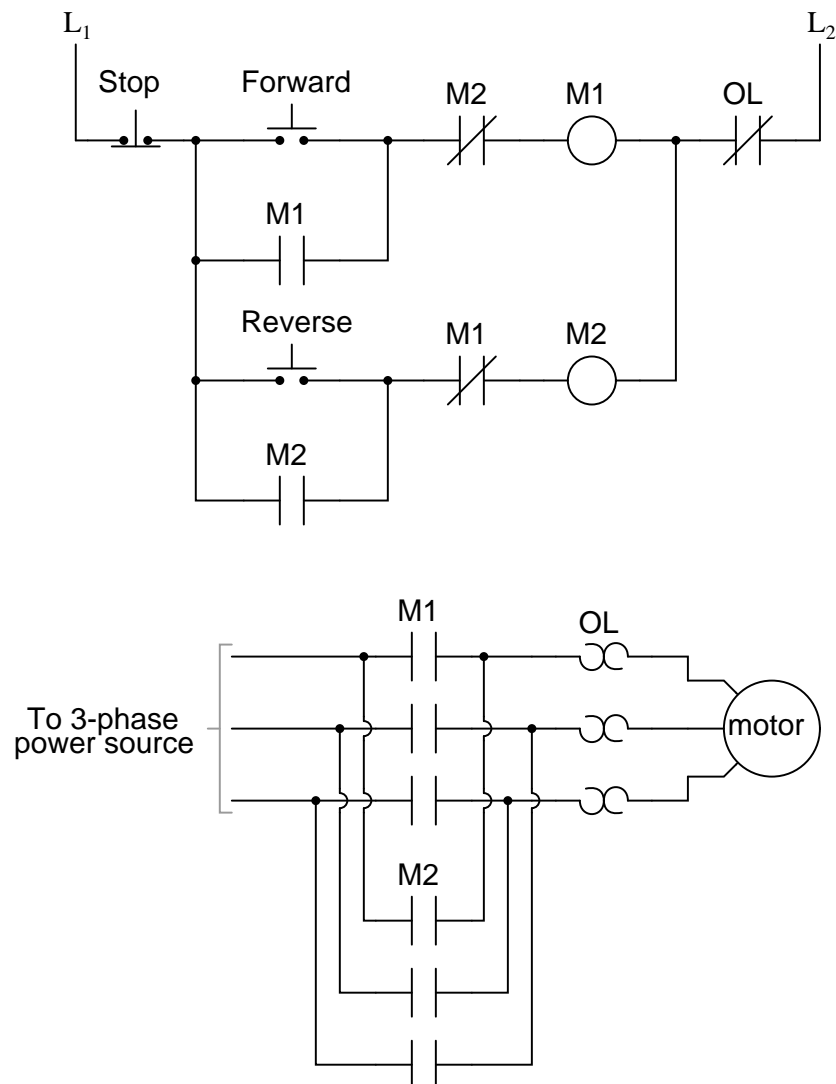 L1 L2
Stop Forward M2 M1 OL
M1
Reverse M1 M2
M2
M1 OL
To 3-phase
power source
motor
M2